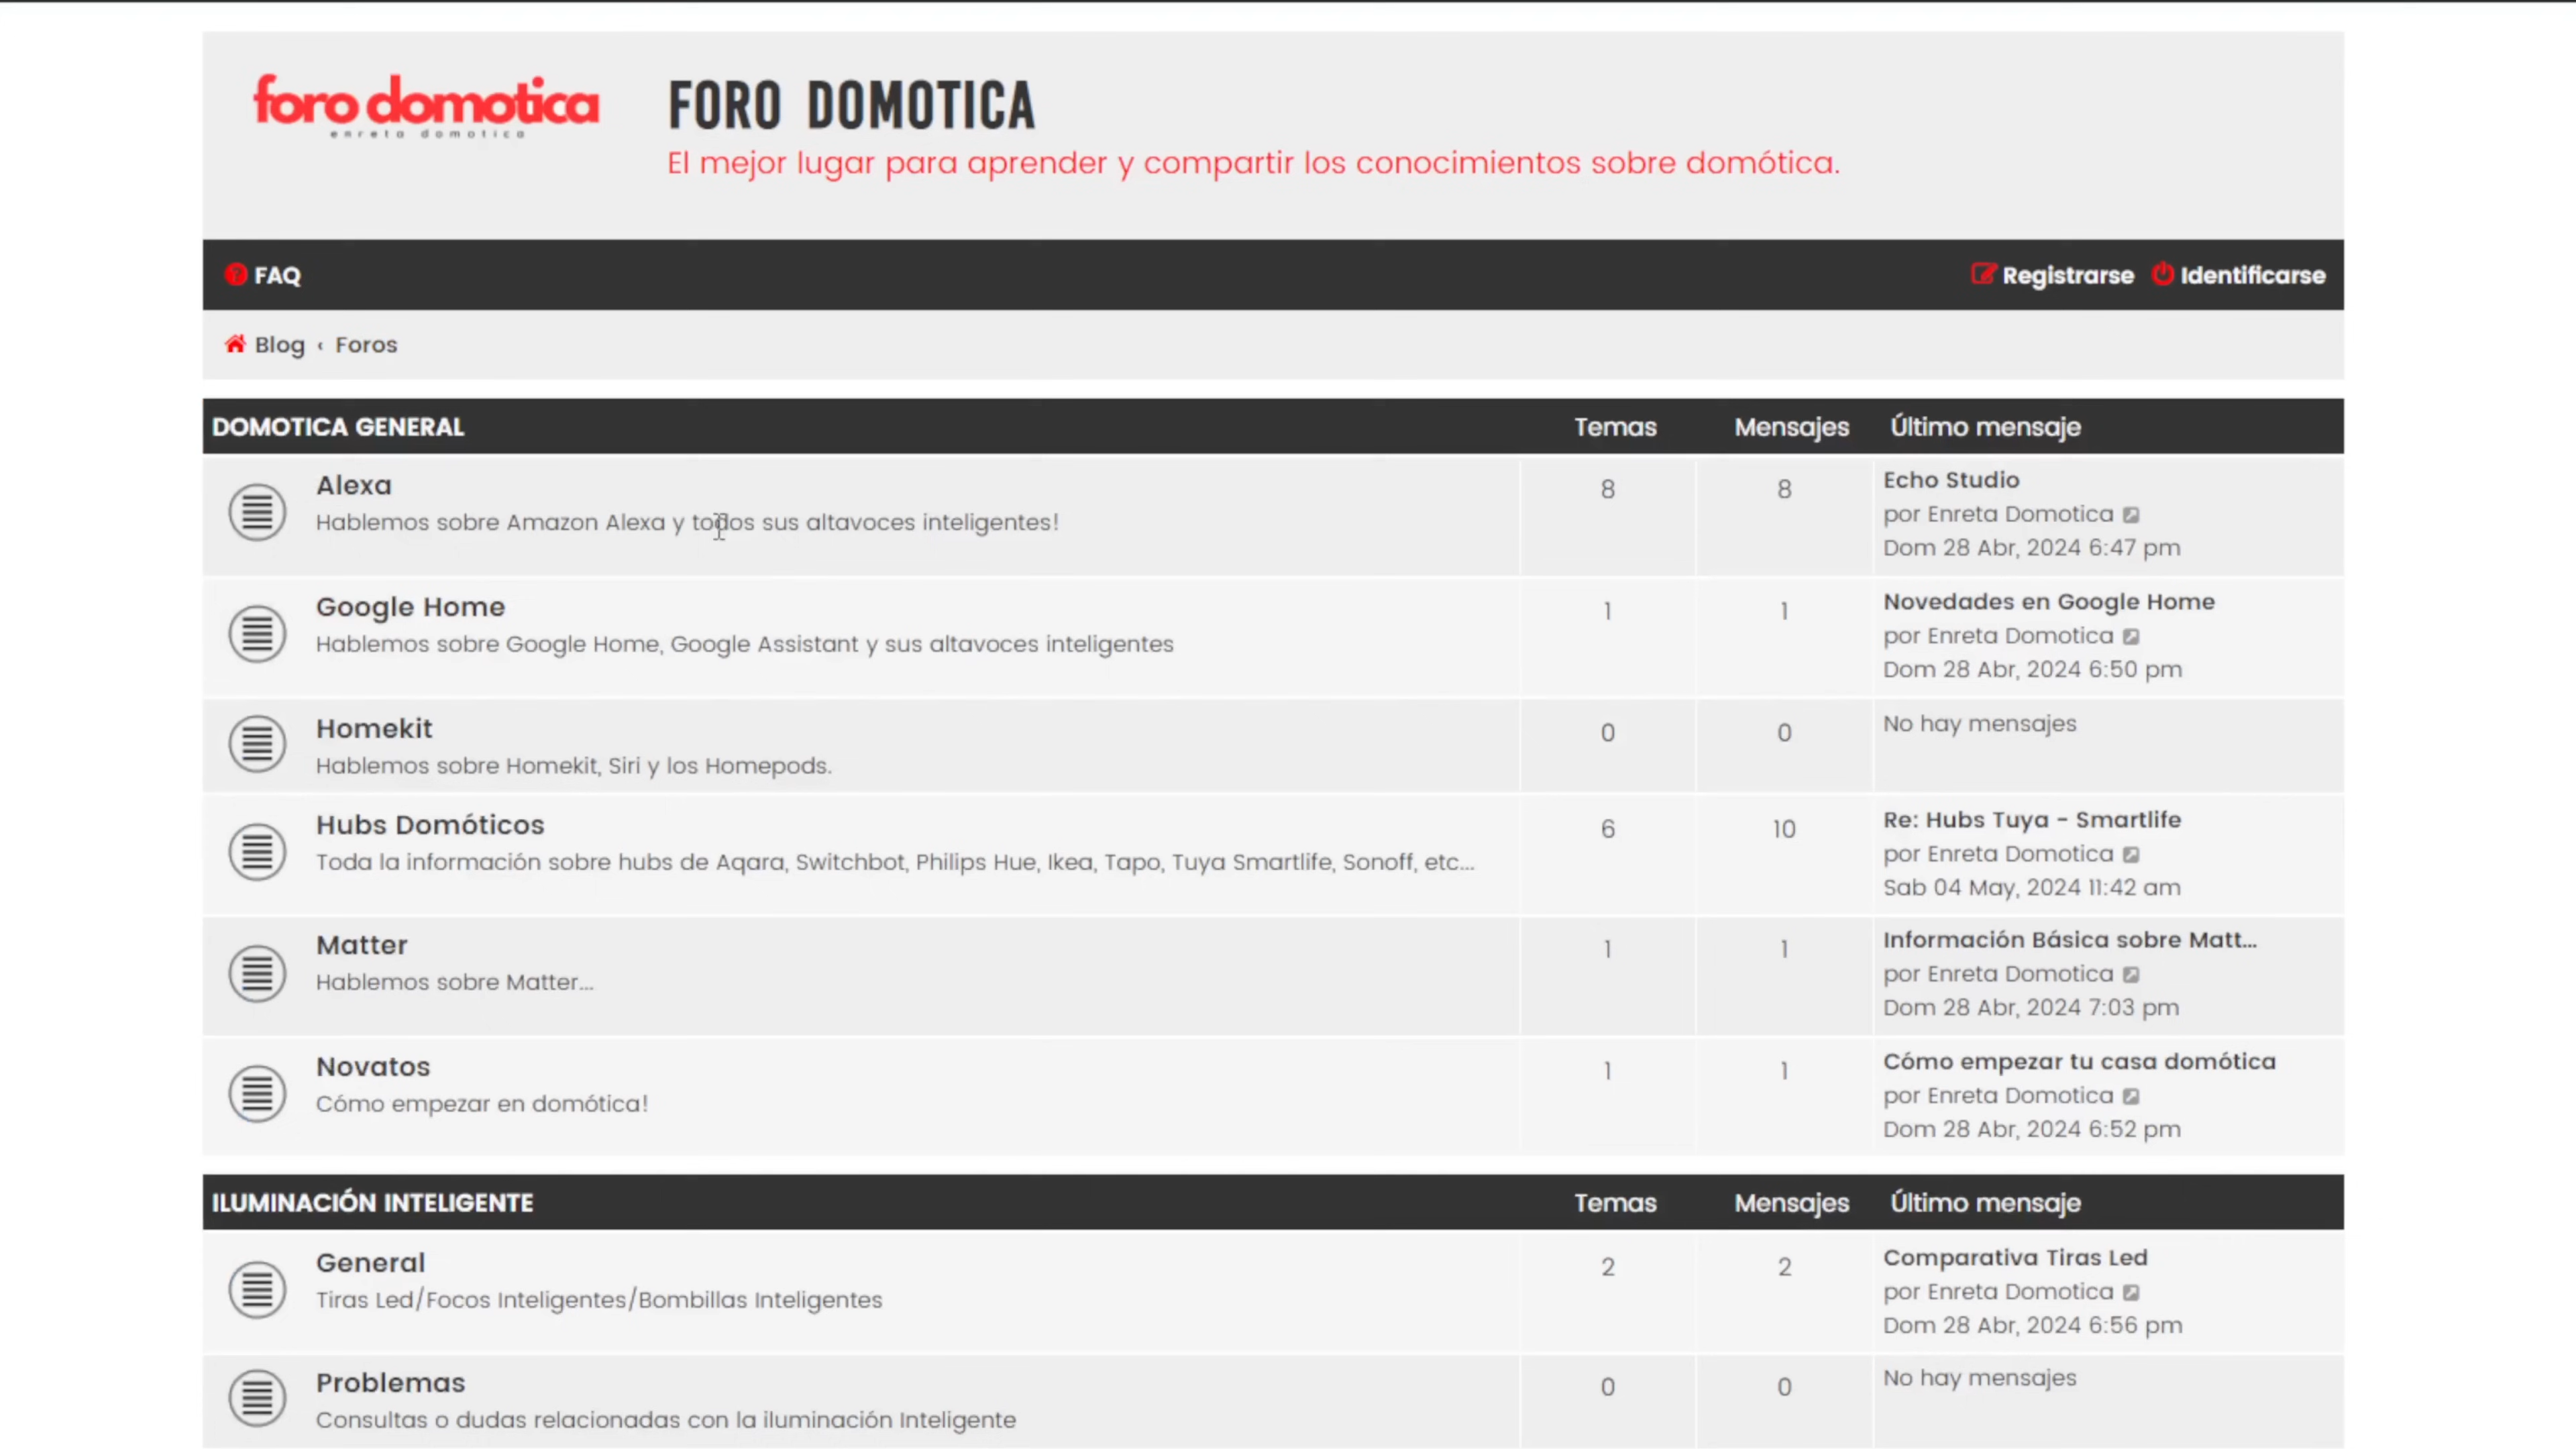 foro domotica
enreta domotica
FORO DOMOTICA
El mejor lugar para aprender y compartir los conocimientos sobre domótica.
FAQ
Registrarse Identificarse
Blog ‹ Foros
DOMOTICA GENERAL Temas Mensajes Último mensaje
Alexa
Hablemos sobre Amazon Alexa y todos sus altavoces inteligentes!
8 8
Echo Studio
por Enreta Domotica
Dom 28 Abr, 2024 6:47 pm
Google Home
Hablemos sobre Google Home, Google Assistant y sus altavoces inteligentes
1 1
Novedades en Google Home
por Enreta Domotica
Dom 28 Abr, 2024 6:50 pm
Homekit
Hablemos sobre Homekit, Siri y los Homepods.
0 0
No hay mensajes
Hubs Domóticos
Toda la información sobre hubs de Aqara, Switchbot, Philips Hue, Ikea, Tapo, Tuya Smartlife, Sonoff, etc...
6 10
Re: Hubs Tuya - Smartlife
por Enreta Domotica
Sab 04 May, 2024 11:42 am
Matter
Hablemos sobre Matter...
1 1
Información Básica sobre Matt...
por Enreta Domotica
Dom 28 Abr, 2024 7:03 pm
Novatos
Cómo empezar en domótica!
1 1
Cómo empezar tu casa domótica
por Enreta Domotica
Dom 28 Abr, 2024 6:52 pm
ILUMINACIÓN INTELIGENTE Temas Mensajes Último mensaje
General
Tiras Led/Focos Inteligentes/Bombillas Inteligentes
2 2
Comparativa Tiras Led
por Enreta Domotica
Dom 28 Abr, 2024 6:56 pm
Problemas
Consultas o dudas relacionadas con la iluminación Inteligente
0 0
No hay mensajes